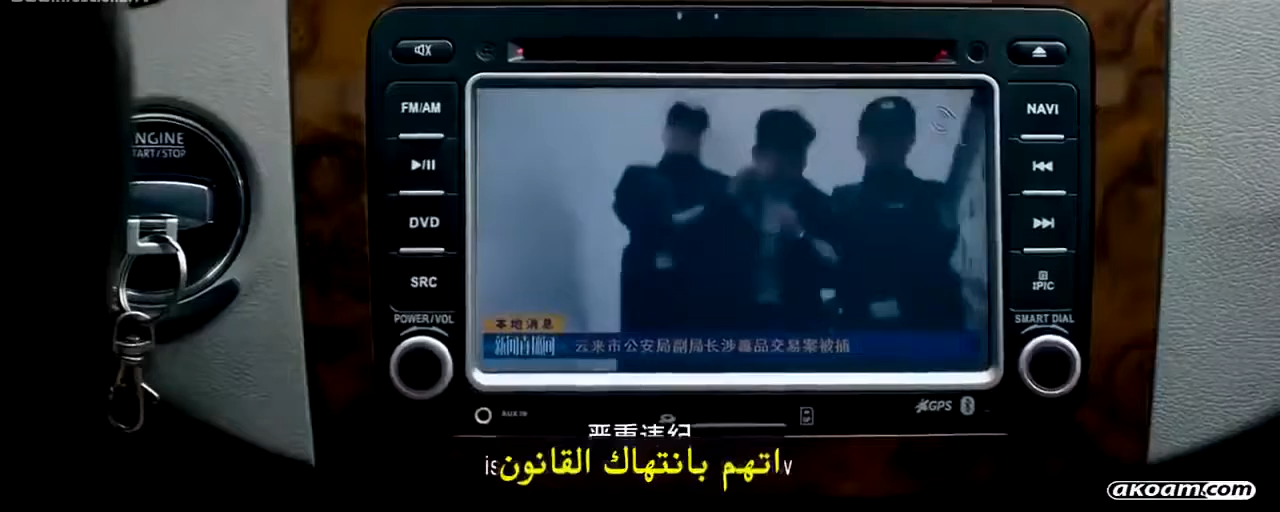 ENGINE
START/STOP
FM/AM
DVD
SRC
POWER/VOL
NAVI
PIC
SMART DIAL
本地消息
新闻直播间
云来市公安局副局长涉毒品交易案被捕
AUX IN
GPS
严重违纪
اتهم بانتهاك القانون
akoam.com